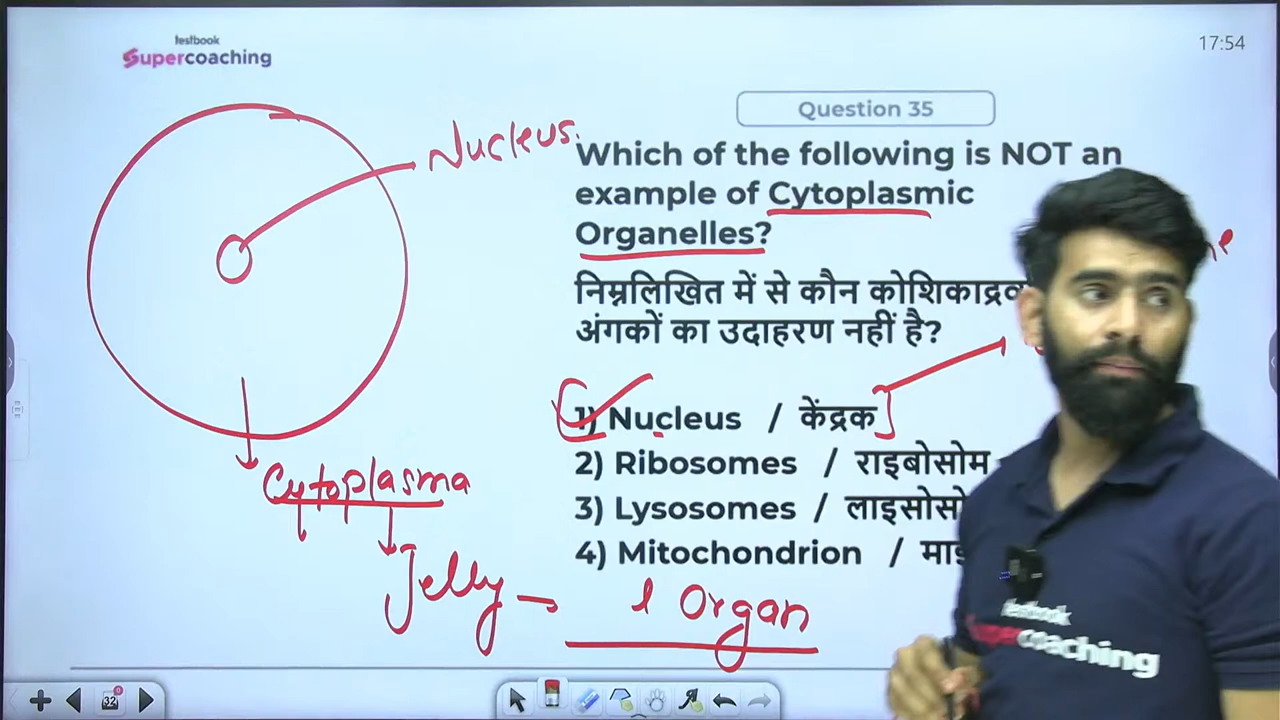 testbook
Supercoaching
17:54
Question 35
Nucleus.
Which of the following is NOT an
example of Cytoplasmic
Organelles?
निम्नलिखित में से कौन
अंगकों का उदाहरण नहीं है?
1) Nucleus / केंद्रक
2) Ribosomes / राइबोसोम
3) Lysosomes /
4) Mitochondrion /
Cytoplasma
Jelly
Organ
32
testbook
Supercoaching